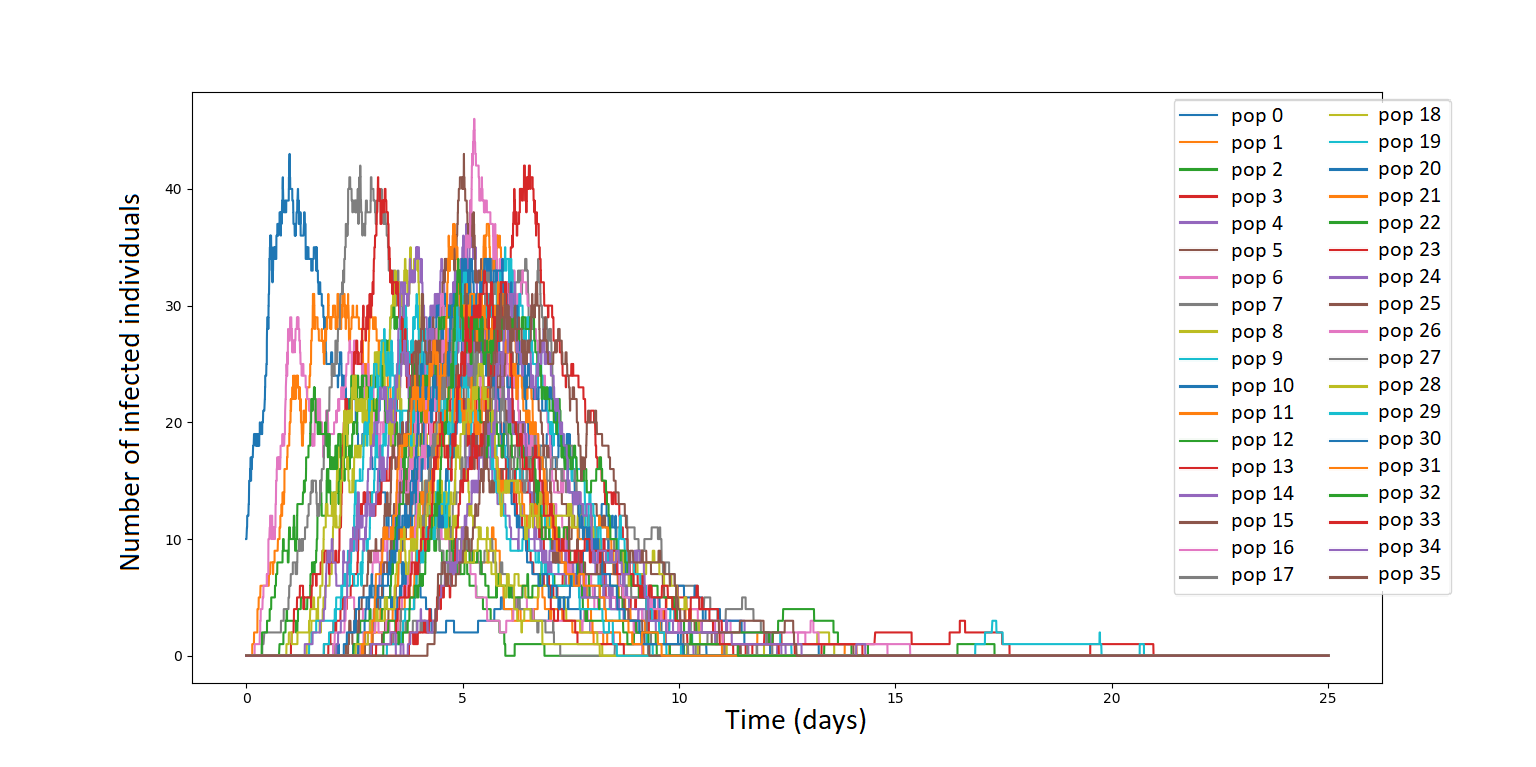 Number of infected individuals
40
30
20
10
0
0 5 10 15 20 25
Time (days)
pop 0
pop 1
pop 2
pop 3
pop 4
pop 5
pop 6
pop 7
pop 8
pop 9
pop 10
pop 11
pop 12
pop 13
pop 14
pop 15
pop 16
pop 17
pop 18
pop 19
pop 20
pop 21
pop 22
pop 23
pop 24
pop 25
pop 26
pop 27
pop 28
pop 29
pop 30
pop 31
pop 32
pop 33
pop 34
pop 35